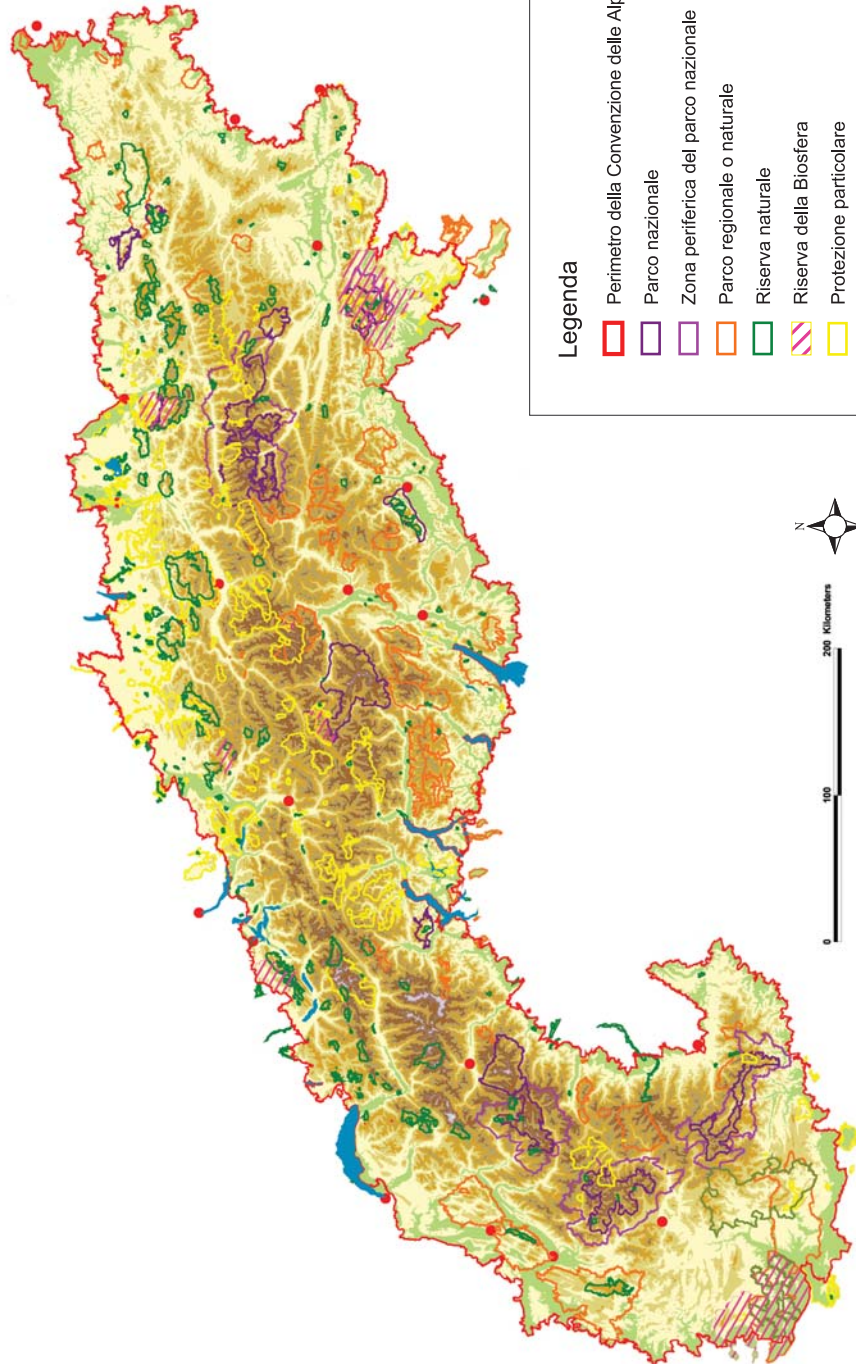 Legenda
Perimetro della Convenzione delle Alp
Parco nazionale
Zona periferica del parco nazionale
Parco regionale o naturale
Riserva naturale
Riserva della Biosfera
Protezione particolare
N
0 100 200 Kilometers